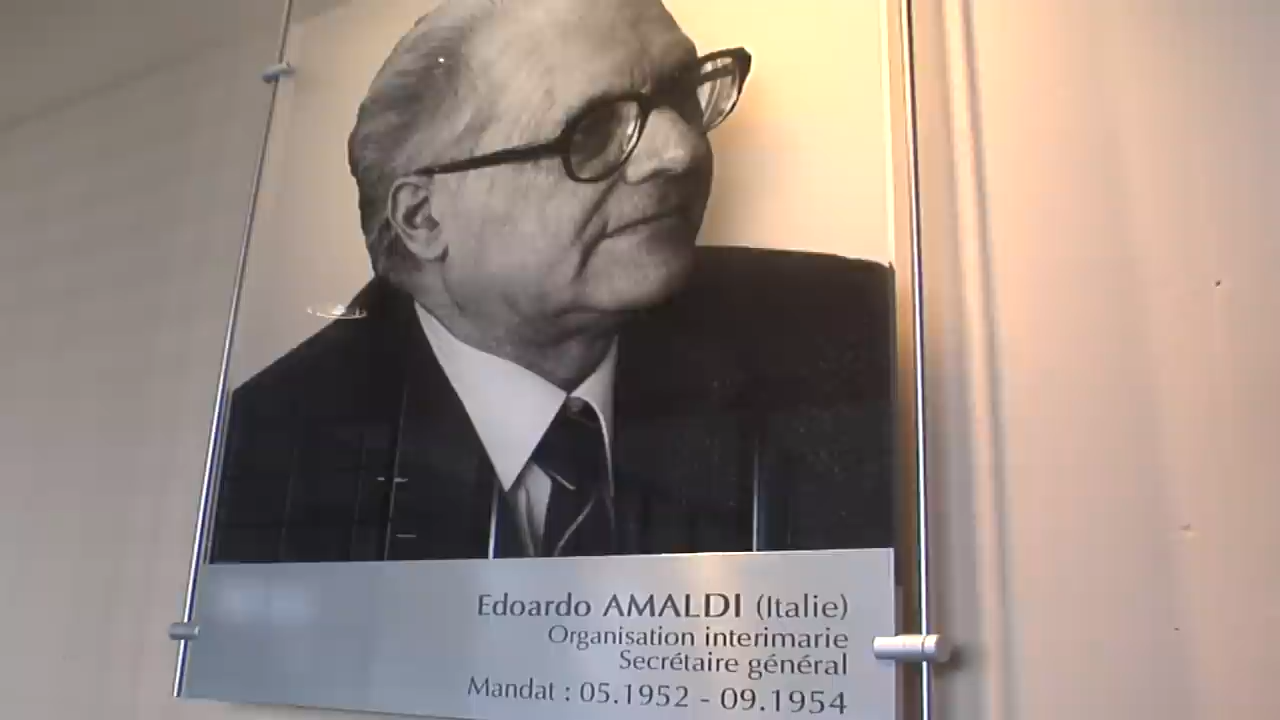 Edoardo AMALDI (Italie)
Organisation interimarie
Secrétaire général
Mandat : 05.1952 - 09.1954